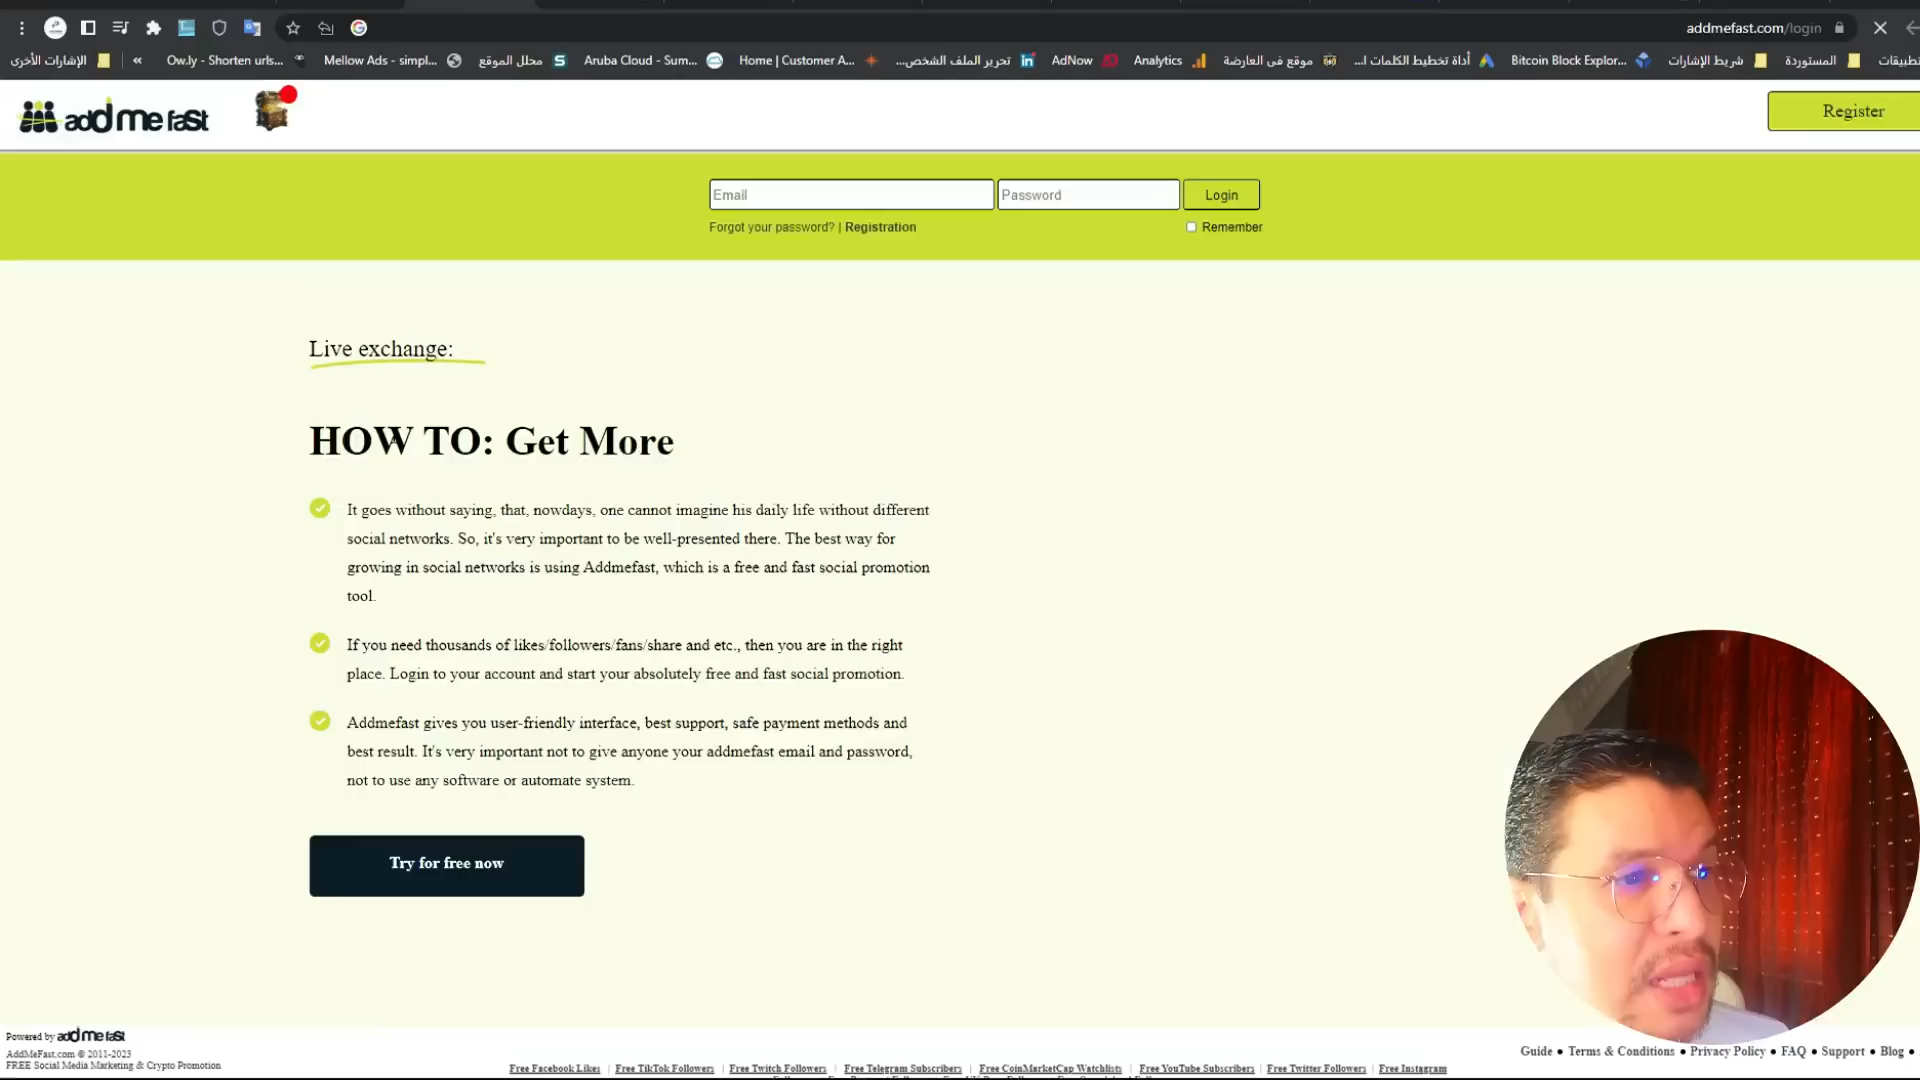 addmefast.com/login
الإشارات الأخرى
«
Ow.ly - Shorten urls...
Mellow Ads - simpl...
محلل الموقع
Aruba Cloud - Sum...
Home | Customer A...
تحرير الملف الشخص...
AdNow
Analytics
موقع في العارضة
أداة تخطيط الكلمات ا...
Bitcoin Block Explor...
شريط الإشارات
المستوردة
تطبيقات
add me fast
Register
Email
Password
Login
Forgot your password? | Registration
Remember
Live exchange:
HOW TO: Get More
It goes without saying, that, nowdays, one cannot imagine his daily life without different
social networks. So, it's very important to be well-presented there. The best way for
growing in social networks is using Addmefast, which is a free and fast social promotion
tool.
If you need thousands of likes/followers/fans/share and etc., then you are in the right
place. Login to your account and start your absolutely free and fast social promotion.
Addmefast gives you user-friendly interface, best support, safe payment methods and
best result. It's very important not to give anyone your addmefast email and password,
not to use any software or automate system.
Try for free now
Powered by add me fast
AddMeFast.com © 2011-2023
FREE Social Media Marketing & Crypto Promotion
Guide • Terms & Conditions • Privacy Policy • FAQ • Support • Blog •
Free Facebook Likes | Free TikTok Followers | Free Twitch Followers | Free Telegram Subscribers | Free CoinMarketCap Watchlists | Free YouTube Subscribers | Free Twitter Followers | Free Instagram